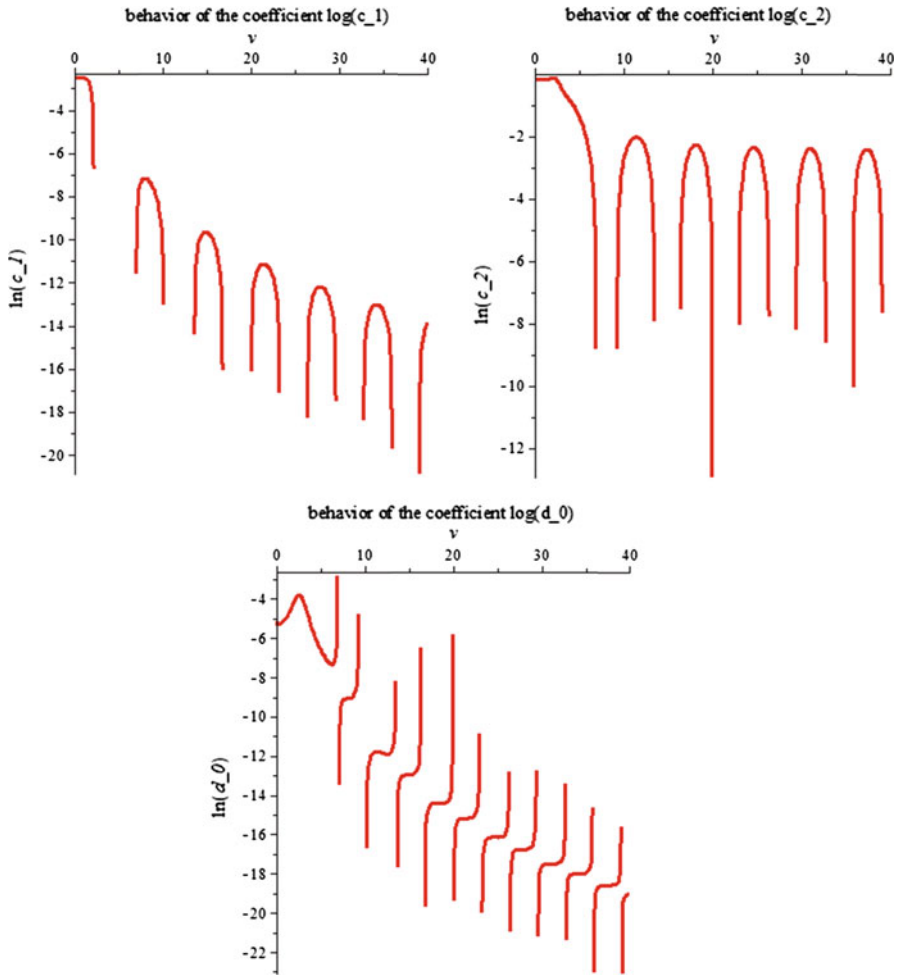 behavior of the coefficient log(c_1)
v
0 10 20 30 40
-4
-6
-8
-10
-12
-14
-16
-18
-20
ln(c_1)
behavior of the coefficient log(c_2)
v
0 10 20 30 40
-2
-4
-6
-8
-10
-12
ln(c_2)
behavior of the coefficient log(d_0)
v
0 10 20 30 40
-4
-6
-8
-10
-12
-14
-16
-18
-20
-22
ln(d_0)